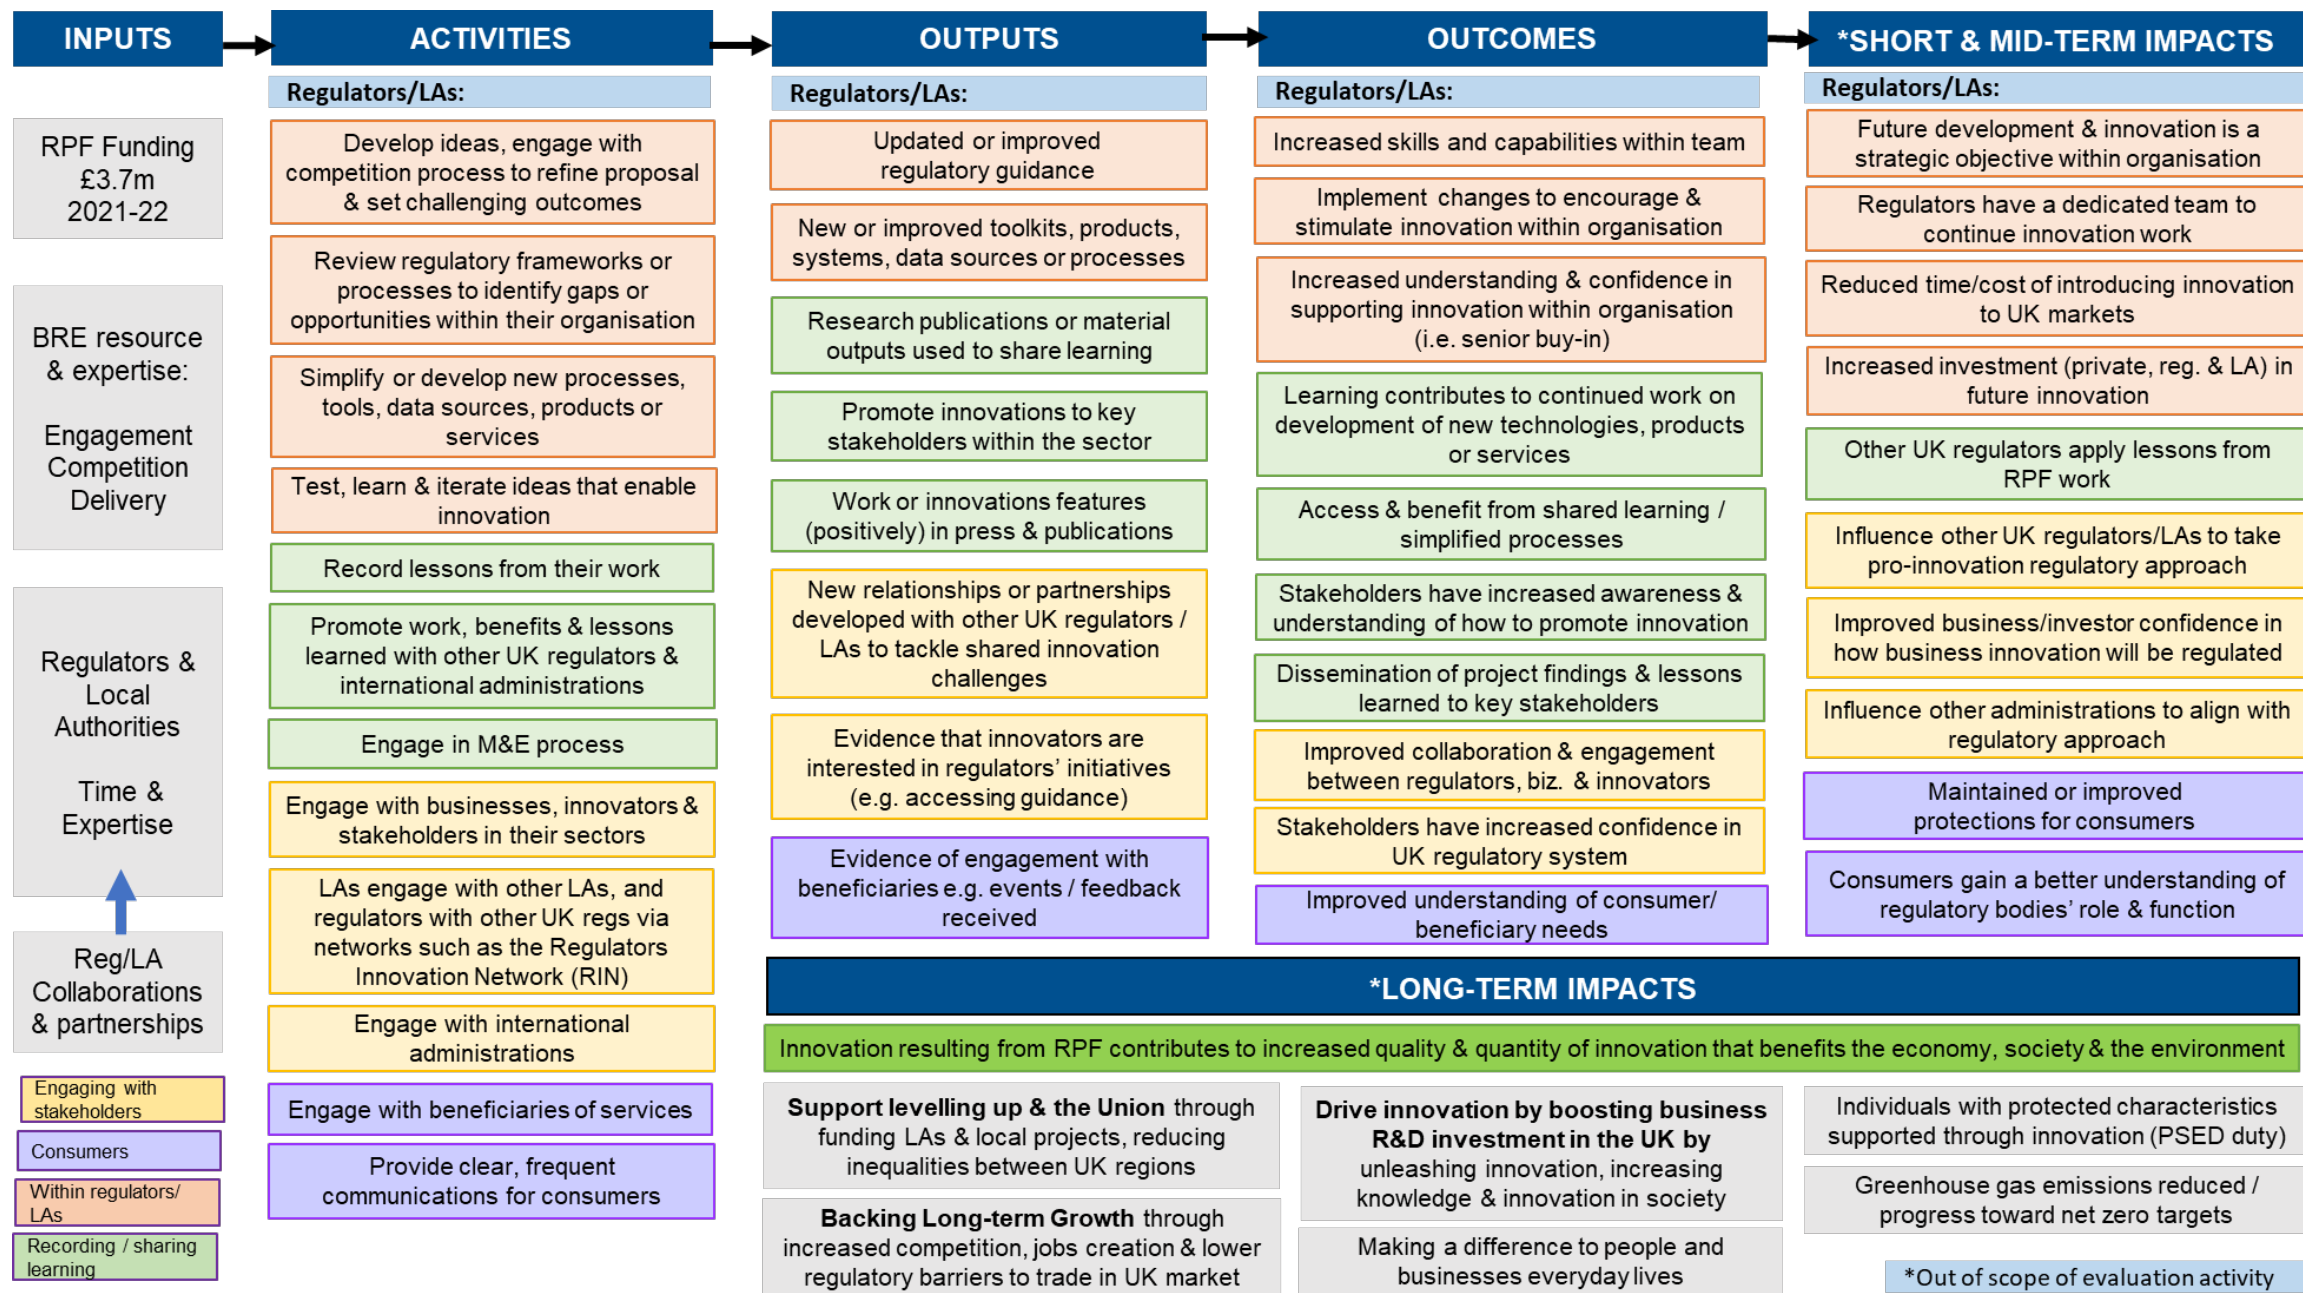 INPUTS
RPF Funding
£3.7m
2021-22
BRE resource
& expertise:
Engagement
Competition
Delivery
Regulators &
Local
Authorities
Time &
Expertise
Reg/LA
Collaborations
& partnerships
Engaging with
stakeholders
Consumers
Within regulators/
LAs
Recording / sharing
learning
ACTIVITIES
Regulators/LAs:
Develop ideas, engage with
competition process to refine proposal
& set challenging outcomes
Review regulatory frameworks or
processes to identify gaps or
opportunities within their organisation
Simplify or develop new processes,
tools, data sources, products or
services
Test, learn & iterate ideas that enable
innovation
Record lessons from their work
Promote work, benefits & lessons
learned with other UK regulators &
international administrations
Engage in M&E process
Engage with businesses, innovators &
stakeholders in their sectors
LAs engage with other LAs, and
regulators with other UK regs via
networks such as the Regulators
Innovation Network (RIN)
Engage with international
administrations
Engage with beneficiaries of services
Provide clear, frequent
communications for consumers
OUTPUTS
Regulators/LAs:
Updated or improved
regulatory guidance
New or improved toolkits, products,
systems, data sources or processes
Research publications or material
outputs used to share learning
Promote innovations to key
stakeholders within the sector
Work or innovations features
(positively) in press & publications
New relationships or partnerships
developed with other UK regulators /
LAs to tackle shared innovation
challenges
Evidence that innovators are
interested in regulators’ initiatives
(e.g. accessing guidance)
Evidence of engagement with
beneficiaries e.g. events / feedback
received
OUTCOMES
Regulators/LAs:
Increased skills and capabilities within team
Implement changes to encourage &
stimulate innovation within organisation
Increased understanding & confidence in
supporting innovation within organisation
(i.e. senior buy-in)
Learning contributes to continued work on
development of new technologies, products
or services
Access & benefit from shared learning /
simplified processes
Stakeholders have increased awareness &
understanding of how to promote innovation
Dissemination of project findings & lessons
learned to key stakeholders
Improved collaboration & engagement
between regulators, biz. & innovators
Stakeholders have increased confidence in
UK regulatory system
Improved understanding of consumer/
beneficiary needs
*SHORT & MID-TERM IMPACTS
Regulators/LAs:
Future development & innovation is a
strategic objective within organisation
Regulators have a dedicated team to
continue innovation work
Reduced time/cost of introducing innovation
to UK markets
Increased investment (private, reg. & LA) in
future innovation
Other UK regulators apply lessons from
RPF work
Influence other UK regulators/LAs to take
pro-innovation regulatory approach
Improved business/investor confidence in
how business innovation will be regulated
Influence other administrations to align with
regulatory approach
Maintained or improved
protections for consumers
Consumers gain a better understanding of
regulatory bodies’ role & function
*LONG-TERM IMPACTS
Innovation resulting from RPF contributes to increased quality & quantity of innovation that benefits the economy, society & the environment
Support levelling up & the Union through
funding LAs & local projects, reducing
inequalities between UK regions
Backing Long-term Growth through
increased competition, jobs creation & lower
regulatory barriers to trade in UK market
Drive innovation by boosting business
R&D investment in the UK by
unleashing innovation, increasing
knowledge & innovation in society
Making a difference to people and
businesses everyday lives
Individuals with protected characteristics
supported through innovation (PSED duty)
Greenhouse gas emissions reduced /
progress toward net zero targets
*Out of scope of evaluation activity